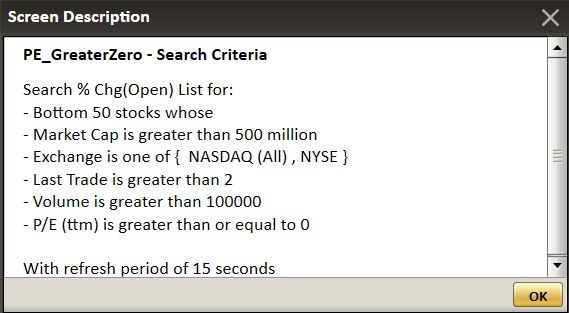 Screen Description
PE_GreaterZero - Search Criteria
Search % Chg(Open) List for:
- Bottom 50 stocks whose
- Market Cap is greater than 500 million
- Exchange is one of {  NASDAQ (All) , NYSE }
- Last Trade is greater than 2
- Volume is greater than 100000
- P/E (ttm) is greater than or equal to 0
With refresh period of 15 seconds
OK